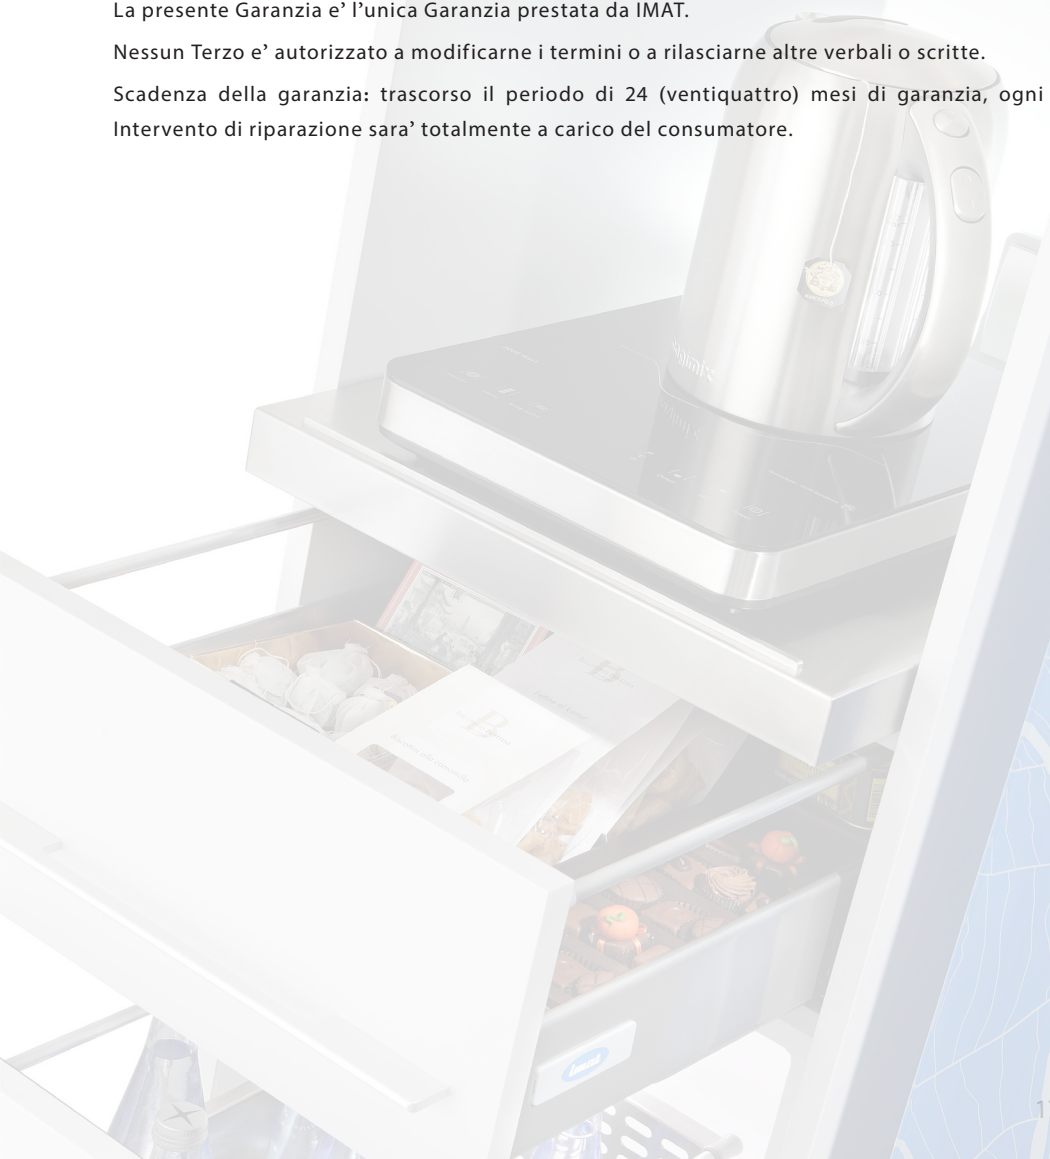 La presente Garanzia e’ l’unica Garanzia prestata da IMAT.
Nessun Terzo e’ autorizzato a modificarne i termini o a rilasciarne altre verbali o scritte.
Scadenza della garanzia: trascorso il periodo di 24 (ventiquattro) mesi di garanzia, ogni
Intervento di riparazione sara’ totalmente a carico del consumatore.